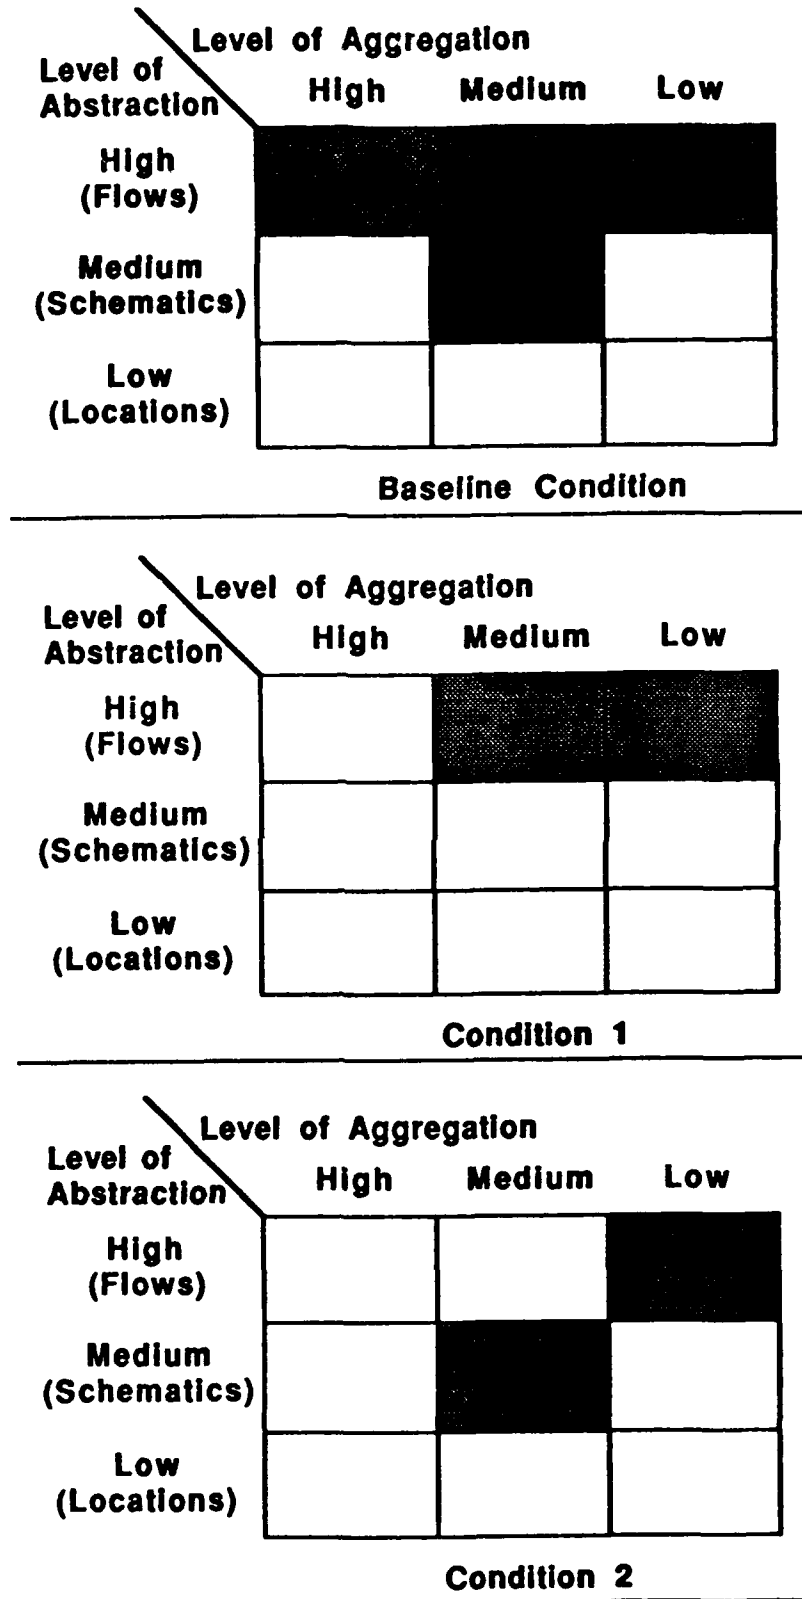 Level of Aggregation
Level of
Abstraction
High Medium Low
High
(Flows)
Medium
(Schematics)
Low
(Locations)
Baseline Condition
Level of Aggregation
Level of
Abstraction
High Medium Low
High
(Flows)
Medium
(Schematics)
Low
(Locations)
Condition 1
Level of Aggregation
Level of
Abstraction
High Medium Low
High
(Flows)
Medium
(Schematics)
Low
(Locations)
Condition 2